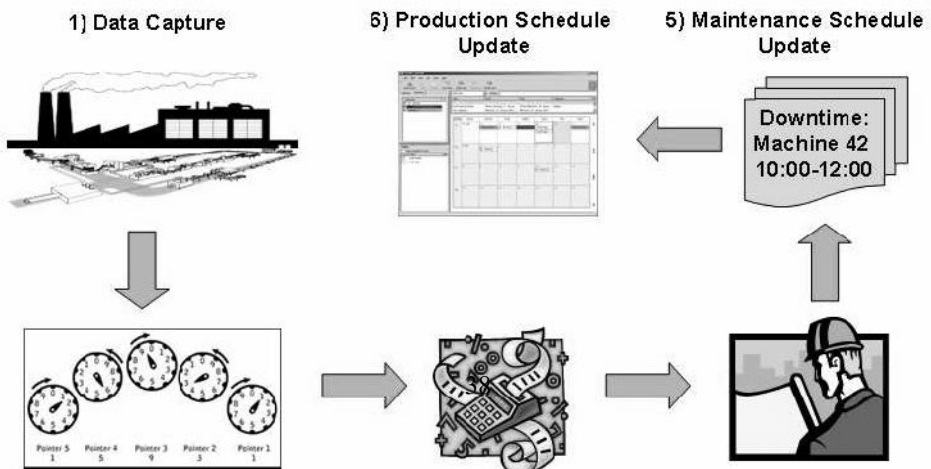 1) Data Capture
6) Production Schedule
Update
5) Maintenance Schedule
Update
Downtime:
Machine 42
10:00-12:00
Pointer 5
1
Pointer 4
5
Pointer 3
9
Pointer 2
3
Pointer 1
1